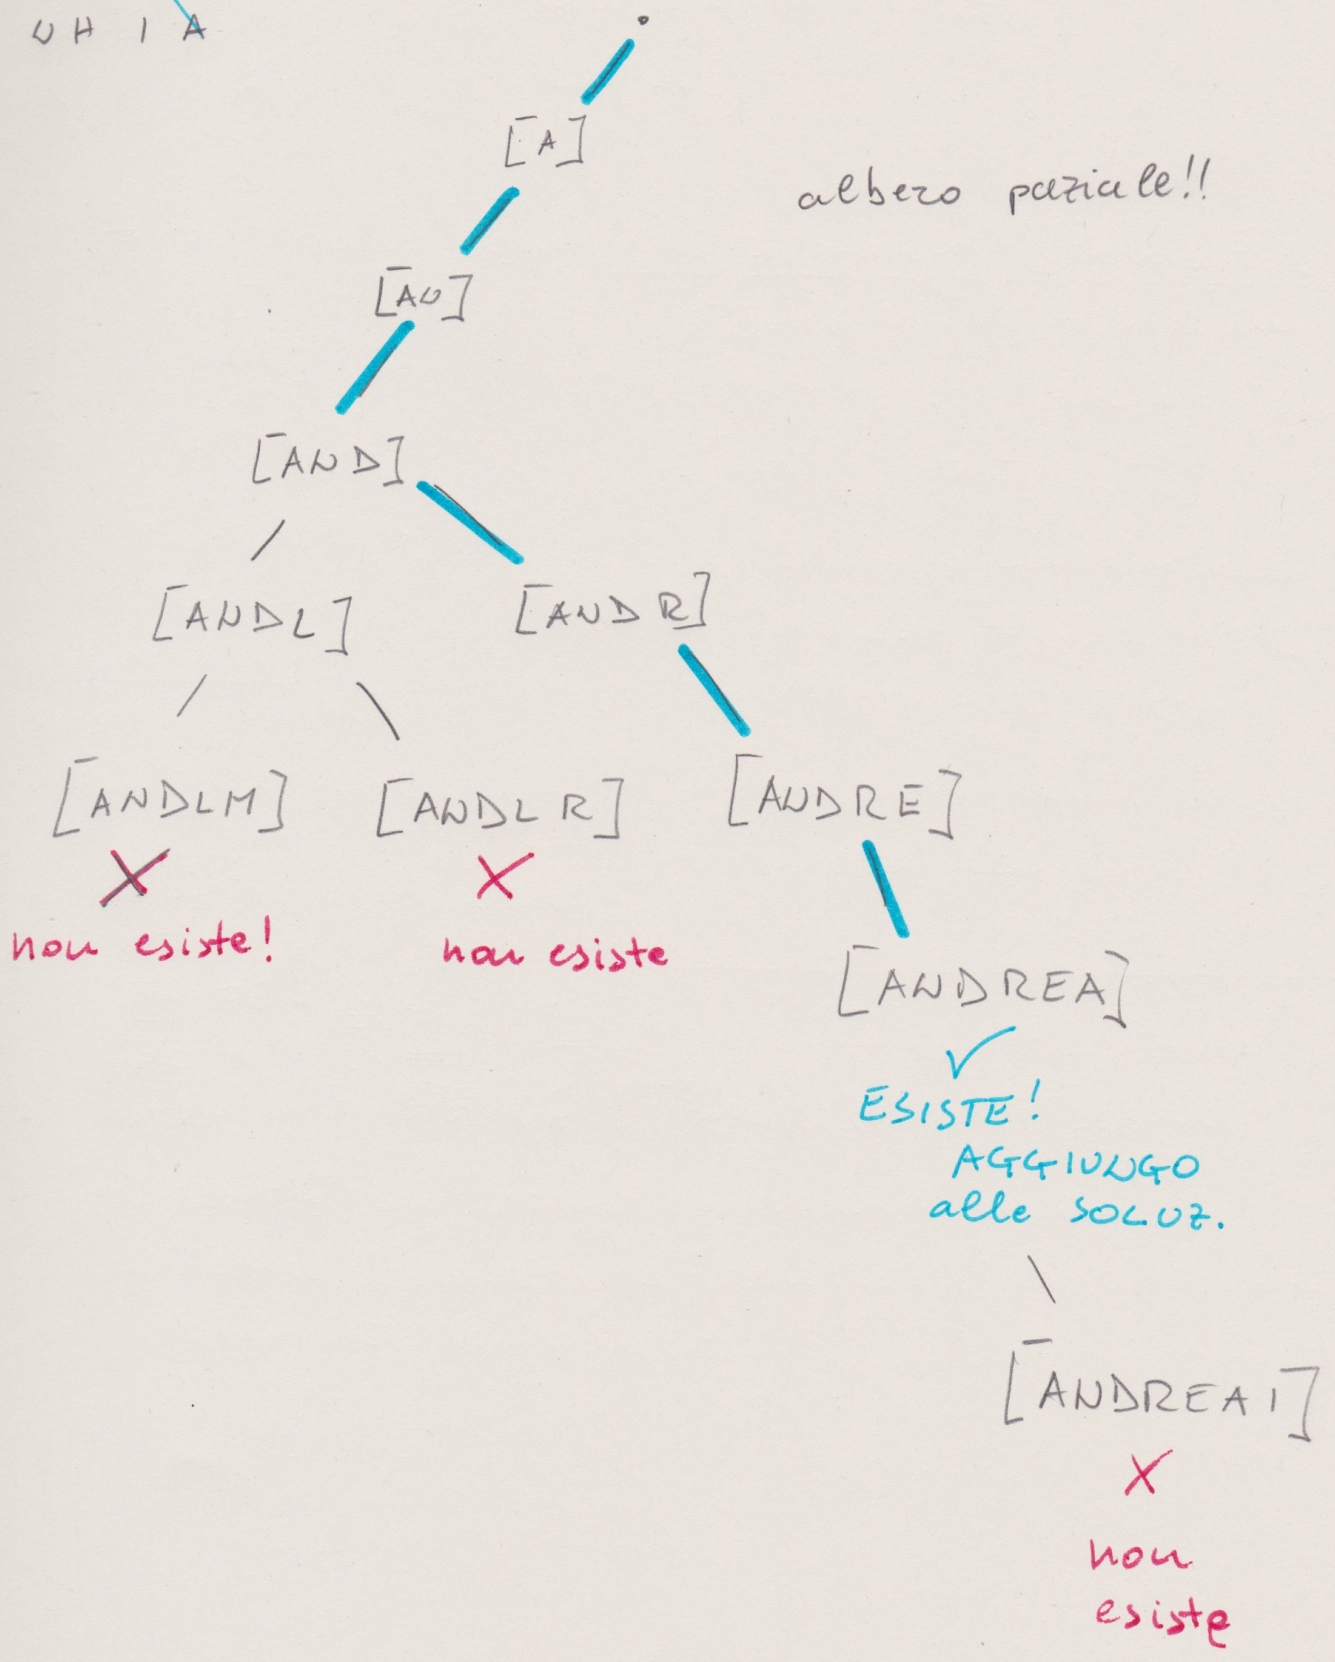 U H I A
[A]
albero paziale!!
[AN]
[AND]
[ANDL] [ANDR]
[ANDLM] [ANDLR] [ANDRE]
non esiste! non esiste
[ANDREA]
ESISTE!
AGGIUNGO
alle SOLUZ.
[ANDREAI]
non
esiste